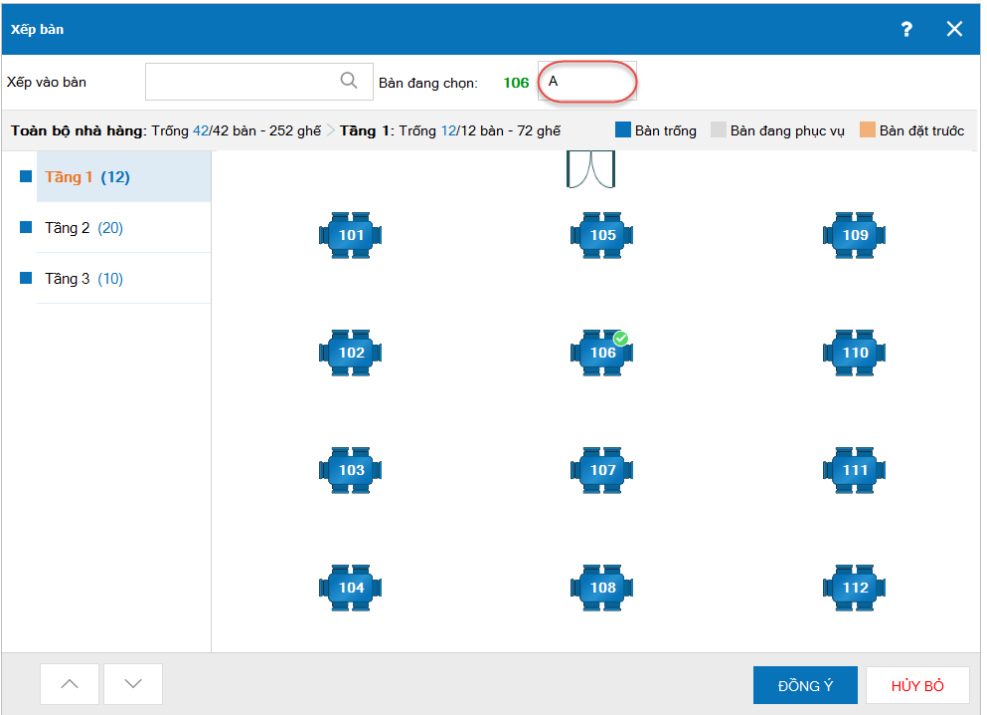 Xếp bàn ?
Xếp vào bàn Bàn đang chọn: 106 A
Toàn bộ nhà hàng: Trống 42/42 bàn - 252 ghế > Tầng 1: Trống 12/12 bàn - 72 ghế Bàn trống Bàn đang phục vụ Bàn đặt trước
Tầng 1 (12)
Tầng 2 (20)
Tầng 3 (10)
101 105 109
102 106 110
103 107 111
104 108 112
ĐỒNG Ý HỦY BỎ